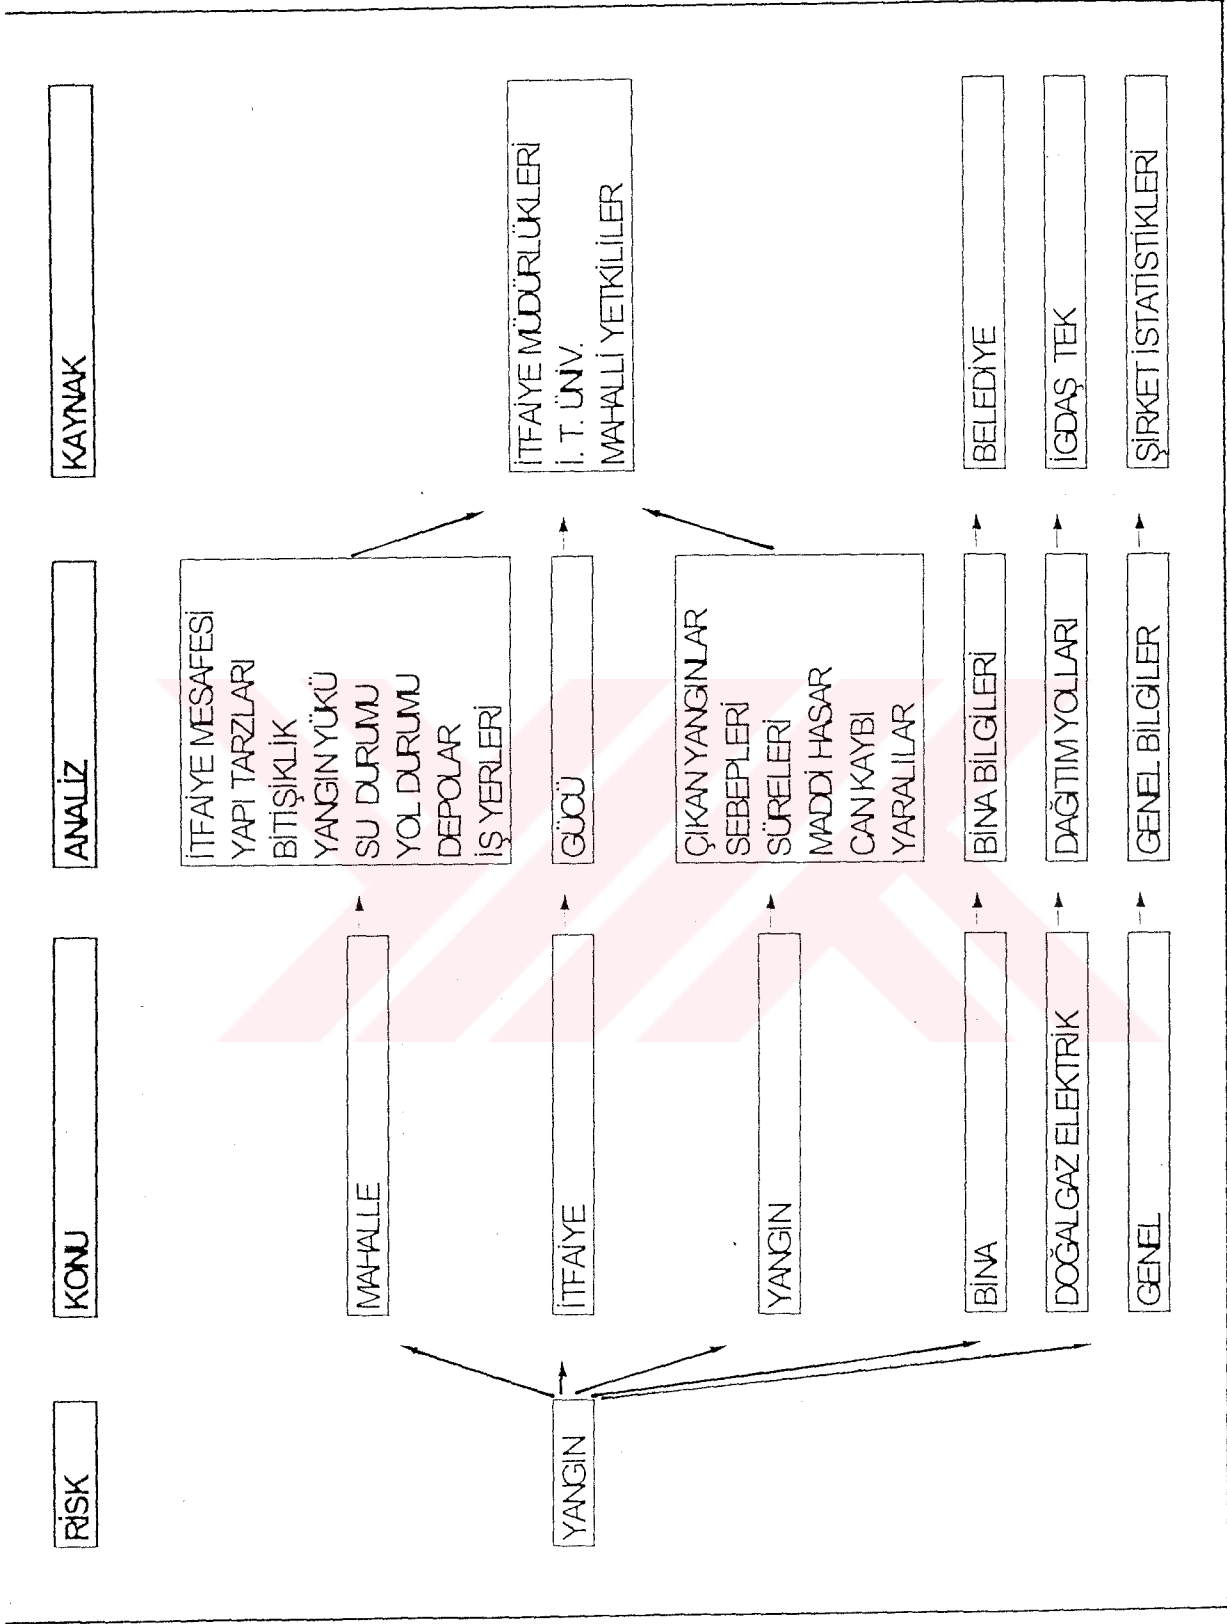 RİSK
KONU
ANALİZ
KAYNAK
YANGIN
MAHALLE
İTFAİYE MESAFESİ
YAPI TARZLARI
BİTİŞİKLİK
YANGIN YÜKÜ
SU DURUMU
YOL DURUMU
DEPOLAR
İŞ YERLERİ
İTFAİYE
GÜCÜ
İTFAİYE MÜDÜRLÜKLERİ
İ. T. ÜNİV.
MAHALLİ YETKİLİLER
YANGIN
ÇIKAN YANGINLAR
SEBEPLERİ
SÜRELERİ
MADDİ HASAR
CAN KAYBI
YARALILAR
BİNA
BİNA BİLGİLERİ
BELEDİYE
DOĞALGAZ ELEKTRİK
DAĞITIM YOLLARI
İGDAŞ TEK
GENEL
GENEL BİLGİLER
ŞİRKET İSTATİSTİKLERİ